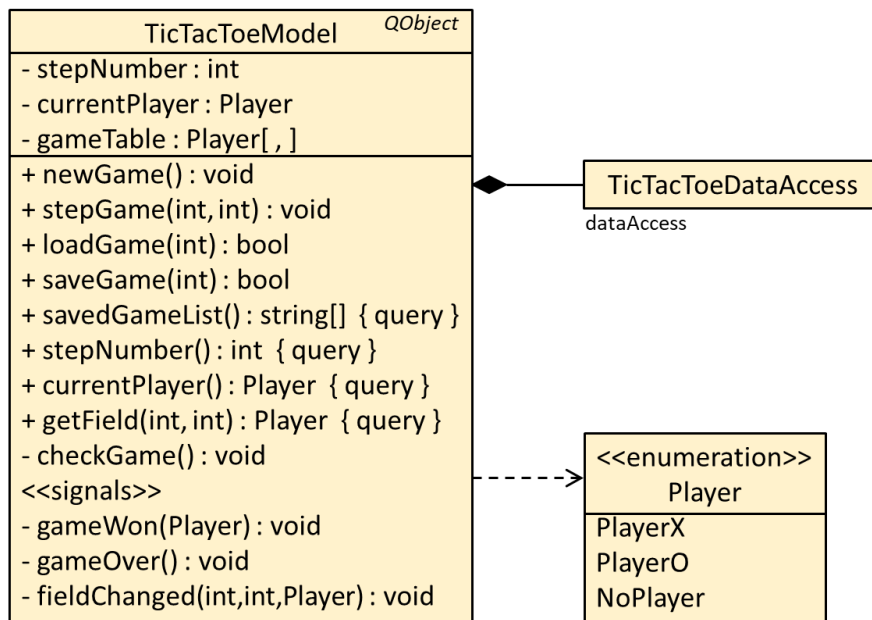 QObject
TicTacToeModel
- stepNumber : int
- currentPlayer : Player
- gameTable : Player[ , ]
+ newGame() : void
+ stepGame(int, int) : void
+ loadGame(int) : bool
+ saveGame(int) : bool
+ savedGameList() : string[] { query }
+ stepNumber() : int { query }
+ currentPlayer() : Player { query }
+ getField(int, int) : Player { query }
- checkGame() : void
<<signals>>
- gameWon(Player) : void
- gameOver() : void
- fieldChanged(int,int,Player) : void
TicTacToeDataAccess
dataAccess
<<enumeration>>
Player
PlayerX
PlayerO
NoPlayer